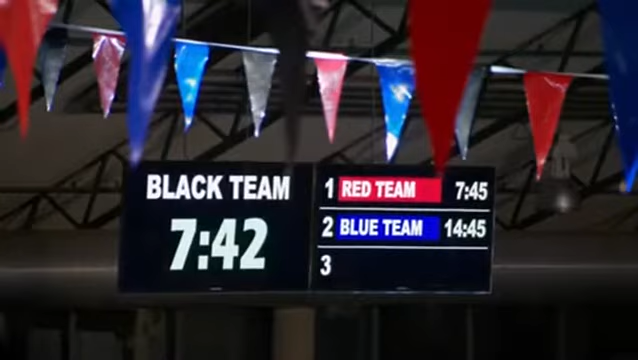 BLACK TEAM
7:42
1 RED TEAM 7:45
2 BLUE TEAM 14:45
3